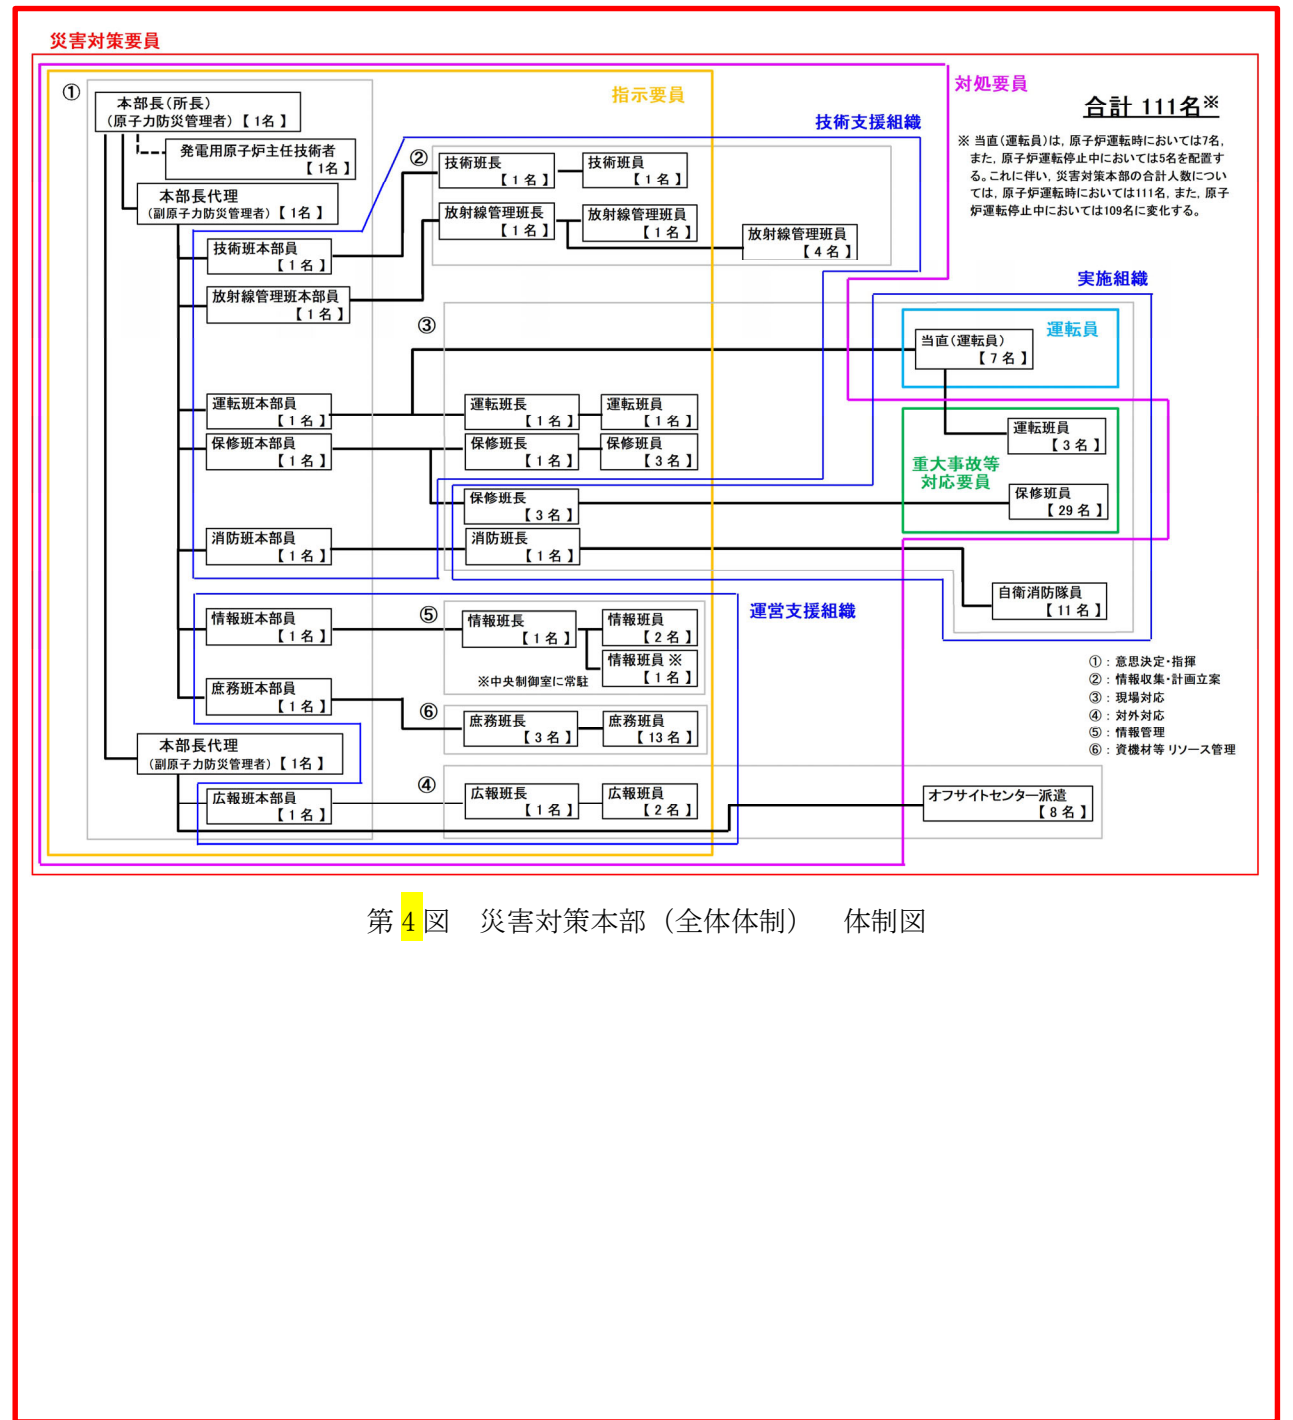 災害対策要員
対処要員
指示要員
合計 111名※
①
本部長(所長)
(原子力防災管理者)【 1名 】
技術支援組織
※ 当直(運転員)は，原子炉運転時においては7名，
また，原子炉運転停止中においては5名を配置す
る。これに伴い，災害対策本部の合計人数につい
ては，原子炉運転時においては111名，また，原子
炉運転停止中においては109名に変化する。
発電用原子炉主任技術者
【 1名 】
②
技術班長
【 1 名 】
技術班員
【 1 名 】
本部長代理
(副原子力防災管理者)【 1名 】
放射線管理班長
【 1 名 】
放射線管理班員
【 1 名 】
放射線管理班員
【 4 名 】
技術班本部員
【 1 名 】
放射線管理班本部員
【 1 名 】
実施組織
③
運転員
当直(運転員)
【 7 名 】
運転班本部員
【 1 名 】
運転班長
【 1 名 】
運転班員
【 1 名 】
運転班員
【 3 名 】
保修班本部員
【 1 名 】
保修班長
【 1 名 】
保修班員
【 3 名 】
重大事故等
対応要員
保修班長
【 3 名 】
保修班員
【 29 名 】
消防班本部員
【 1 名 】
消防班長
【 1 名 】
自衛消防隊員
【 11 名 】
運営支援組織
情報班本部員
【 1 名 】
⑤
情報班長
【 1 名 】
情報班員
【 2 名 】
情報班員 ※
【 1 名 】
※中央制御室に常駐
庶務班本部員
【 1 名 】
⑥
庶務班長
【 3 名 】
庶務班員
【 13 名 】
①：意思決定・指揮
②：情報収集・計画立案
③：現場対応
④：対外対応
⑤：情報管理
⑥：資機材等リソース管理
本部長代理
(副原子力防災管理者)【 1名 】
④
広報班本部員
【 1 名 】
広報班長
【 1 名 】
広報班員
【 2 名 】
オフサイトセンター派遣
【 8 名 】
第4図　災害対策本部（全体体制）　体制図